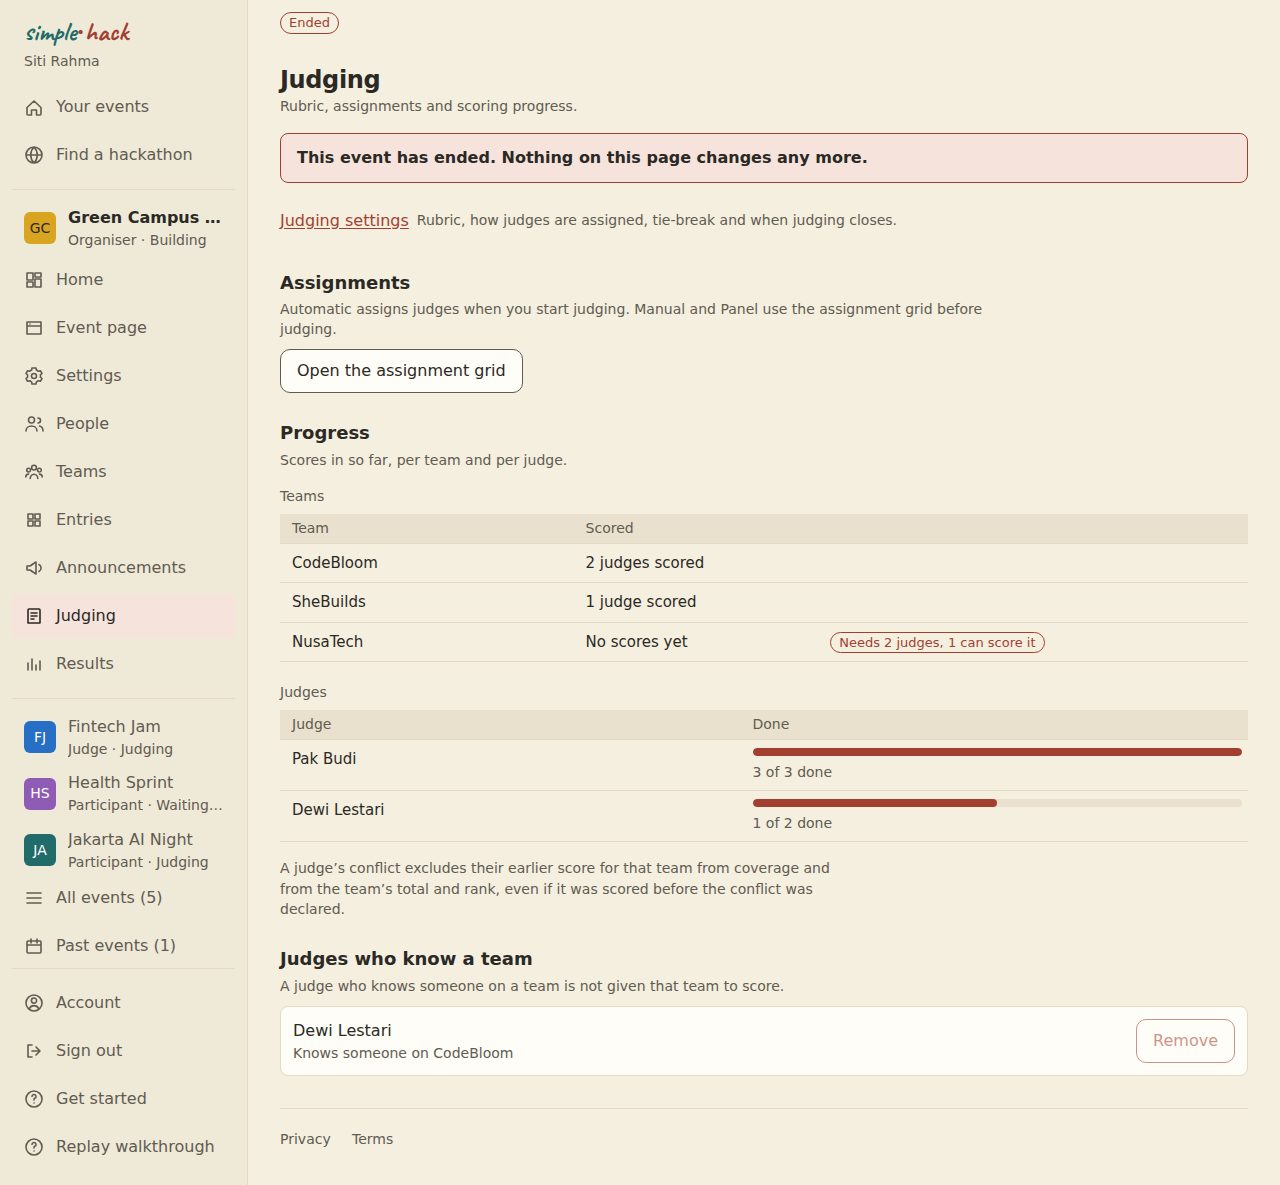 simple·hack
Siti Rahma
Your events
Find a hackathon
GC
Green Campus …
Organiser · Building
Home
Event page
Settings
People
Teams
Entries
Announcements
Judging
Results
FJ
Fintech Jam
Judge · Judging
HS
Health Sprint
Participant · Waiting…
JA
Jakarta AI Night
Participant · Judging
All events (5)
Past events (1)
Account
Sign out
Get started
Replay walkthrough
Ended
Judging
Rubric, assignments and scoring progress.
This event has ended. Nothing on this page changes any more.
Judging settings Rubric, how judges are assigned, tie-break and when judging closes.
Assignments
Automatic assigns judges when you start judging. Manual and Panel use the assignment grid before
judging.
Open the assignment grid
Progress
Scores in so far, per team and per judge.
Teams
Team Scored
CodeBloom 2 judges scored
SheBuilds 1 judge scored
NusaTech No scores yet Needs 2 judges, 1 can score it
Judges
Judge Done
Pak Budi
3 of 3 done
Dewi Lestari
1 of 2 done
A judge’s conflict excludes their earlier score for that team from coverage and
from the team’s total and rank, even if it was scored before the conflict was
declared.
Judges who know a team
A judge who knows someone on a team is not given that team to score.
Dewi Lestari
Knows someone on CodeBloom
Remove
Privacy Terms